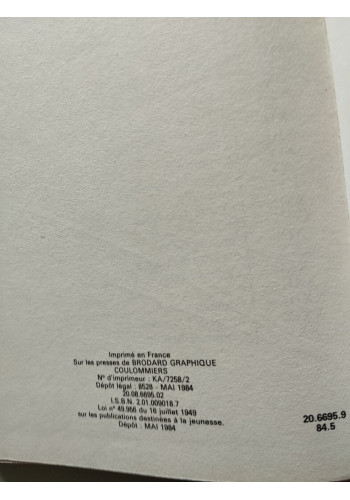 Imprimé en France
Sur les presses de BRODARD GRAPHIQUE
COULOMMIERS
N° d'imprimeur : KA/7258/2
Dépôt légal : 8528 - MAI 1984
20.08.6695.02
I.S.B.N. 2.01.009018.7
Loi n° 49.956 du 16 juillet 1949
sur les publications destinées à la jeunesse.
Dépôt : MAI 1984
20.6695.9
84.5